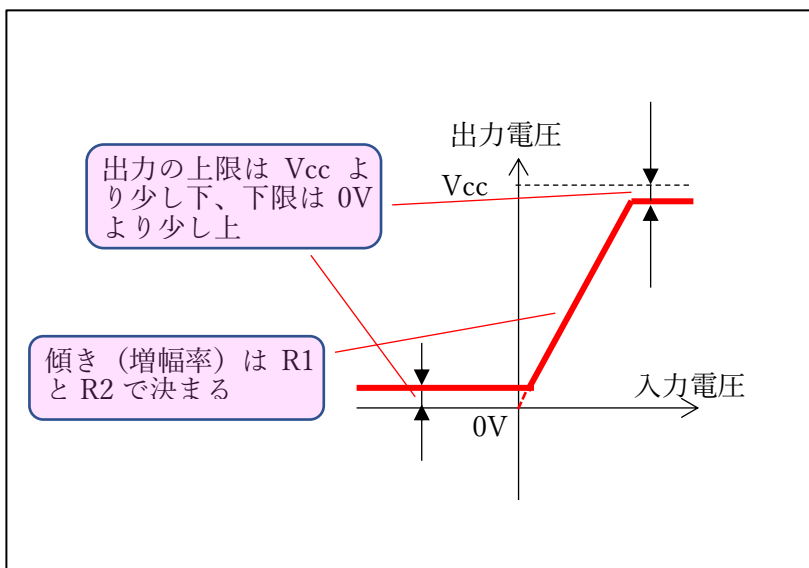 出力電圧
出力の上限は Vcc よ
り少し下、下限は 0V
より少し上
Vcc
傾き（増幅率）は R1
と R2 で決まる
入力電圧
0V